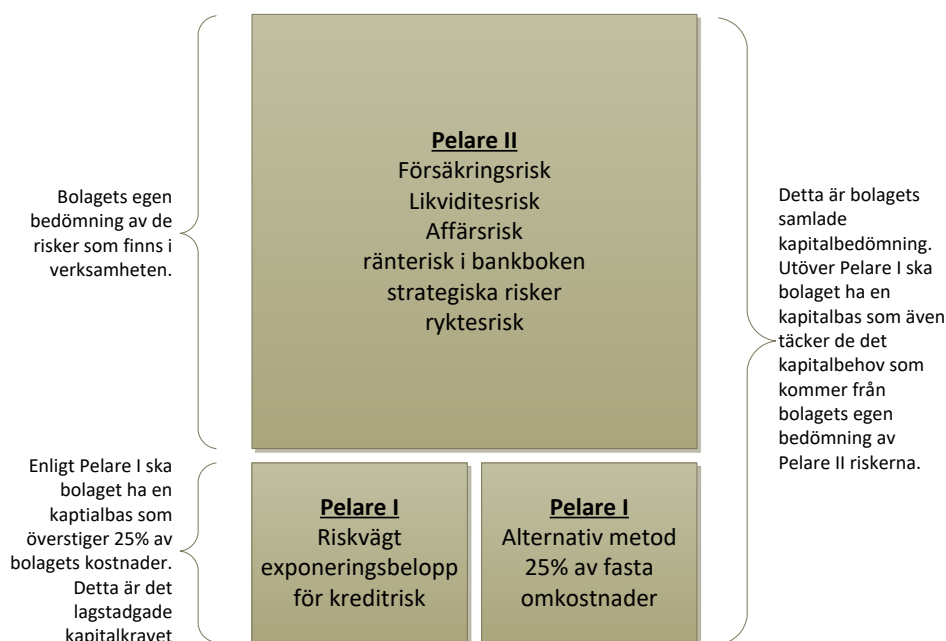 Pelare II
Försäkringsrisk
Likviditesrisk
Affärsrisk
ränterisk i bankboken
strategiska risker
ryktesrisk
Bolagets egen
bedömning av de
risker som finns i
verksamheten.
Detta är bolagets
samlade
kapitalbedömning.
Utöver Pelare I ska
bolaget ha en
kapitalbas som även
täcker de det
kapitalbehov som
kommer från
bolagets egen
bedömning av
Pelare II riskerna.
Enligt Pelare I ska
bolaget ha en
kaptialbas som
överstiger 25% av
bolagets kostnader.
Detta är det
lagstadgade
kapitalkravet
Pelare I
Riskvägt
exponeringsbelopp
för kreditrisk
Pelare I
Alternativ metod
25% av fasta
omkostnader